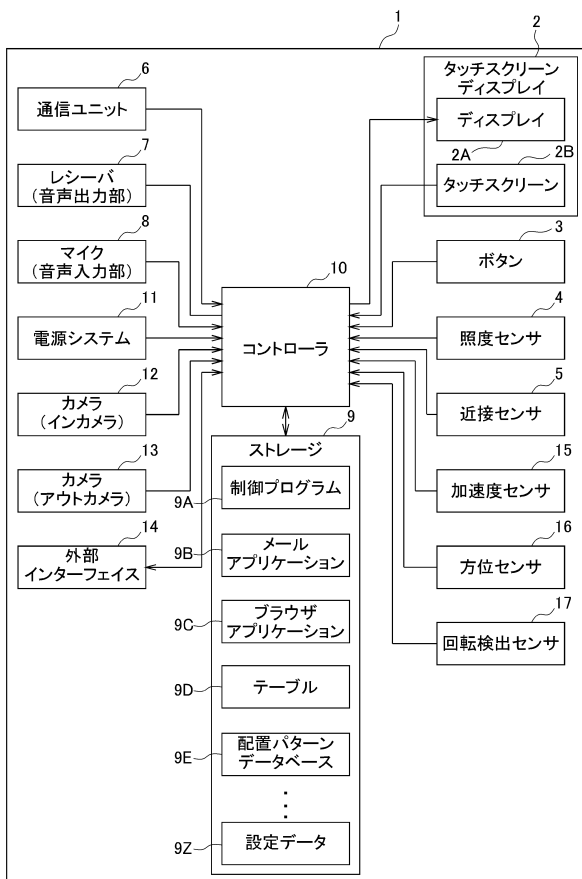 1
2
タッチスクリーン
ディスプレイ
ディスプレイ
2A
2B
タッチスクリーン
6
通信ユニット
7
レシーバ
(音声出力部)
8
マイク
(音声入力部)
11
電源システム
12
カメラ
(インカメラ)
13
カメラ
(アウトカメラ)
14
外部
インターフェイス
10
コントローラ
3
ボタン
4
照度センサ
5
近接センサ
15
加速度センサ
16
方位センサ
17
回転検出センサ
9
ストレージ
制御プログラム
9A
メール
アプリケーション
9B
ブラウザ
アプリケーション
9C
テーブル
9D
配置パターン
データベース
9E
設定データ
9Z